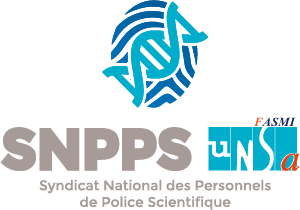 FASMI
SNPPS unsa
Syndicat National des Personnels
de Police Scientifique